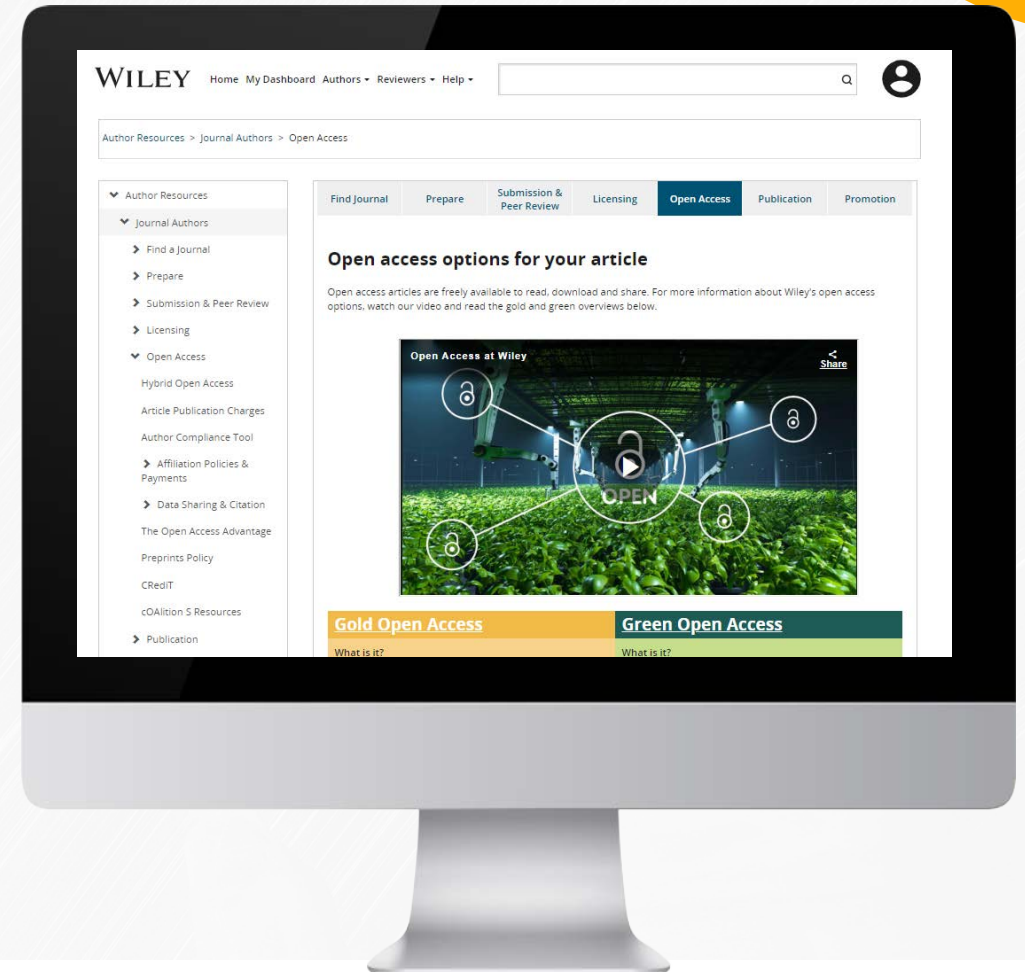 WILEY
Home My Dashboard Authors Reviewers Help
Author Resources > Journal Authors > Open Access
Author Resources
Journal Authors
Find a Journal
Prepare
Submission & Peer Review
Licensing
Open Access
Hybrid Open Access
Article Publication Charges
Author Compliance Tool
Affiliation Policies &
Payments
Data Sharing & Citation
The Open Access Advantage
Preprints Policy
CRediT
cOAlition S Resources
Publication
Find Journal Prepare Submission & Peer Review Licensing Open Access Publication Promotion
Open access options for your article
Open access articles are freely available to read, download and share. For more information about Wiley's open access
options, watch our video and read the gold and green overviews below.
Open Access at Wiley
Share
OPEN
Gold Open Access Green Open Access
What is it? What is it?